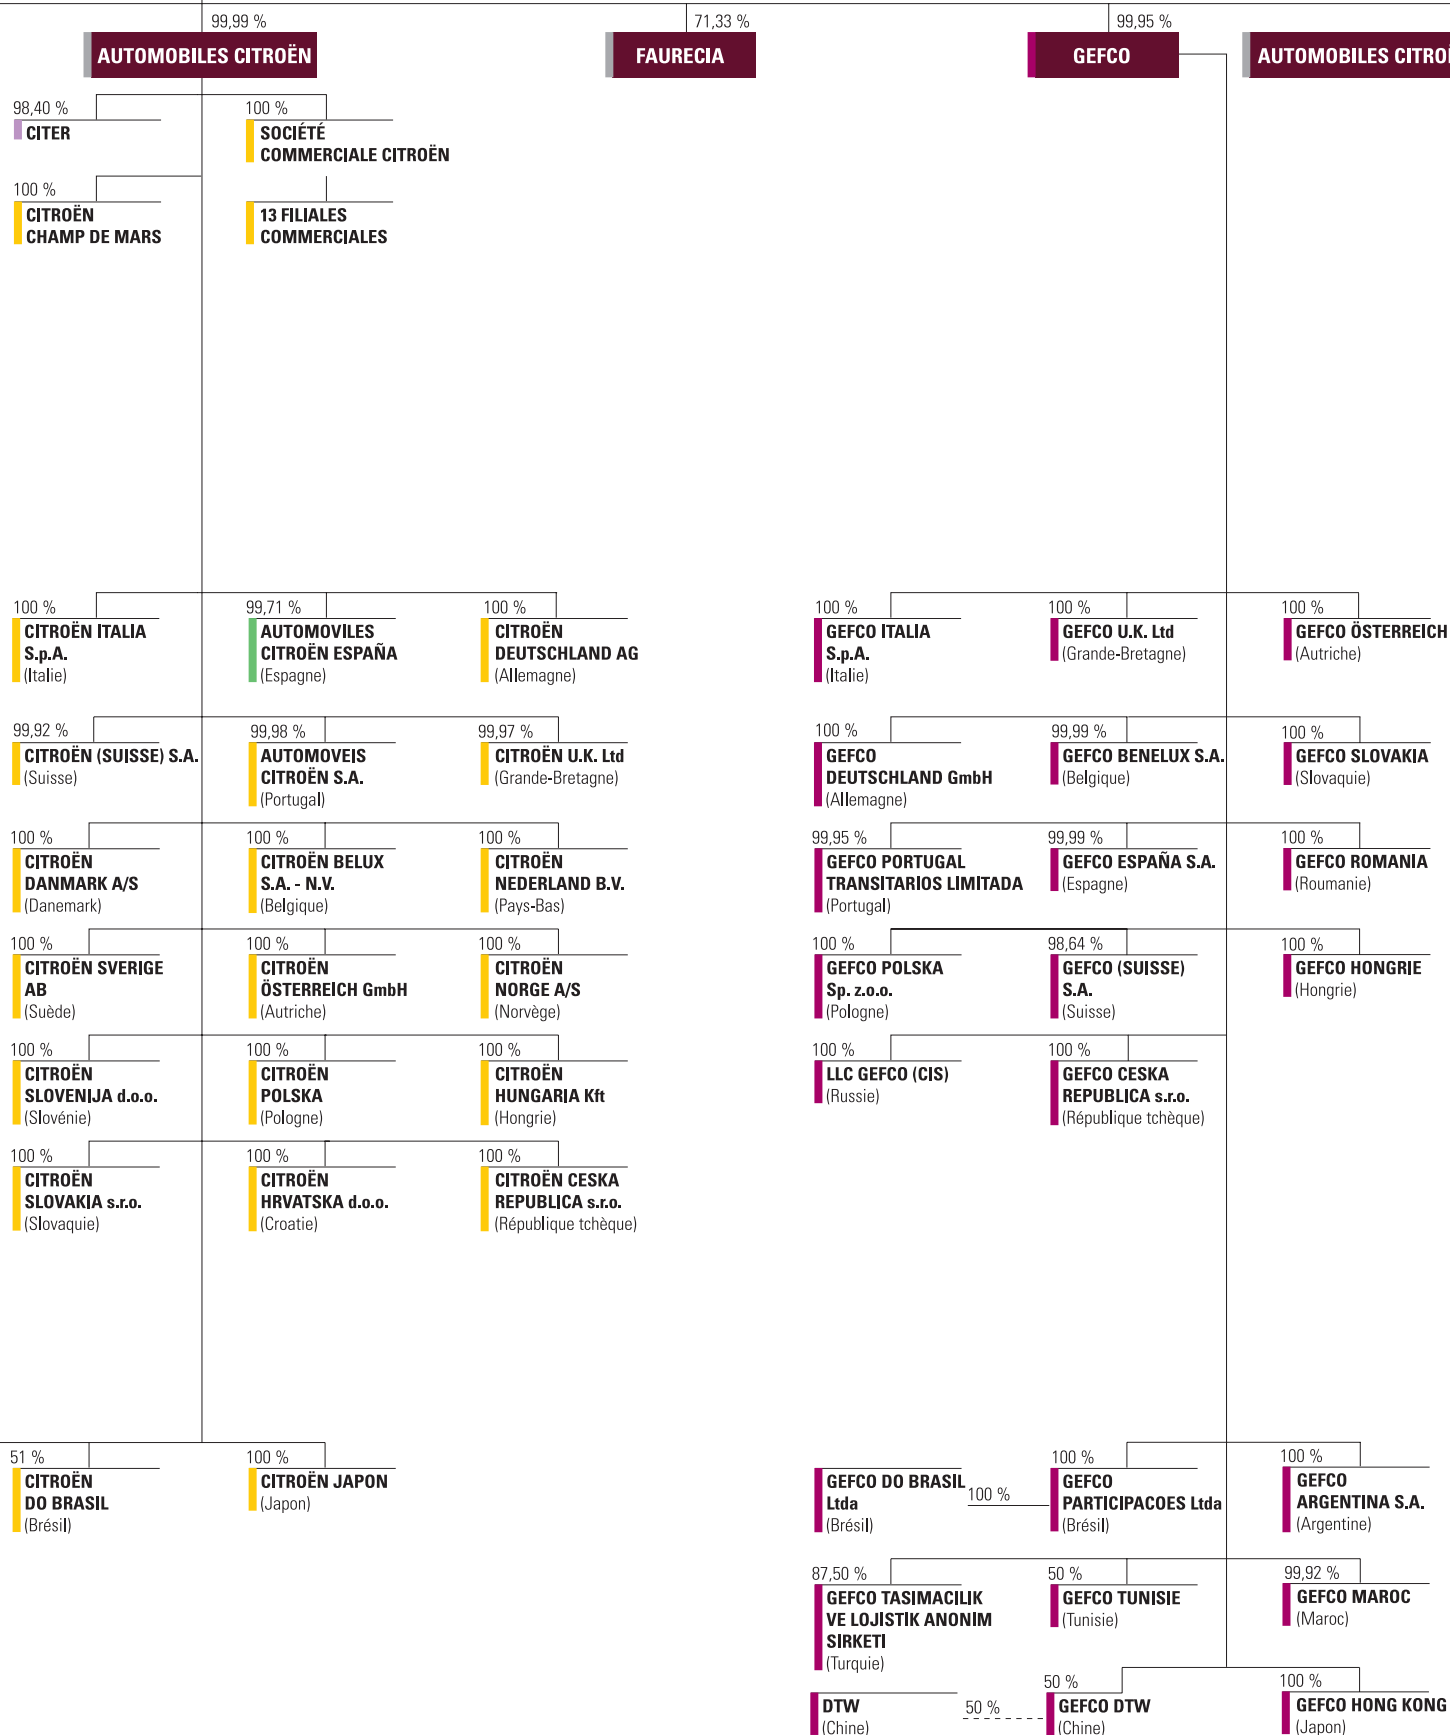 99,99 %
71,33 %
99,95 %
AUTOMOBILES CITROËN
FAURECIA
GEFCO
AUTOMOBILES CITRO
98,40 %
CITER
100 %
SOCIÉTÉ
COMMERCIALE CITROËN
100 %
CITROËN
CHAMP DE MARS
13 FILIALES
COMMERCIALES
100 %
CITROËN ITALIA
S.p.A.
(Italie)
99,71 %
AUTOMOVILES
CITROËN ESPAÑA
(Espagne)
100 %
CITROËN
DEUTSCHLAND AG
(Allemagne)
100 %
GEFCO ITALIA
S.p.A.
(Italie)
100 %
GEFCO U.K. Ltd
(Grande-Bretagne)
100 %
GEFCO ÖSTERREICH
(Autriche)
99,92 %
CITROËN (SUISSE) S.A.
(Suisse)
99,98 %
AUTOMOVEIS
CITROËN S.A.
(Portugal)
99,97 %
CITROËN U.K. Ltd
(Grande-Bretagne)
100 %
GEFCO
DEUTSCHLAND GmbH
(Allemagne)
99,99 %
GEFCO BENELUX S.A.
(Belgique)
100 %
GEFCO SLOVAKIA
(Slovaquie)
100 %
CITROËN
DANMARK A/S
(Danemark)
100 %
CITROËN BELUX
S.A. - N.V.
(Belgique)
100 %
CITROËN
NEDERLAND B.V.
(Pays-Bas)
99,95 %
GEFCO PORTUGAL
TRANSITARIOS LIMITADA
(Portugal)
99,99 %
GEFCO ESPAÑA S.A.
(Espagne)
100 %
GEFCO ROMANIA
(Roumanie)
100 %
CITROËN SVERIGE
AB
(Suède)
100 %
CITROËN
ÖSTERREICH GmbH
(Autriche)
100 %
CITROËN
NORGE A/S
(Norvège)
100 %
GEFCO POLSKA
Sp. z.o.o.
(Pologne)
98,64 %
GEFCO (SUISSE)
S.A.
(Suisse)
100 %
GEFCO HONGRIE
(Hongrie)
100 %
CITROËN
SLOVENIJA d.o.o.
(Slovénie)
100 %
CITROËN
POLSKA
(Pologne)
100 %
CITROËN
HUNGARIA Kft
(Hongrie)
100 %
LLC GEFCO (CIS)
(Russie)
100 %
GEFCO CESKA
REPUBLICA s.r.o.
(République tchèque)
100 %
CITROËN
SLOVAKIA s.r.o.
(Slovaquie)
100 %
CITROËN
HRVATSKA d.o.o.
(Croatie)
100 %
CITROËN CESKA
REPUBLICA s.r.o.
(République tchèque)
51 %
CITROËN
DO BRASIL
(Brésil)
100 %
CITROËN JAPON
(Japon)
GEFCO DO BRASIL
Ltda
(Brésil)
100 %
100 %
GEFCO
PARTICIPACOES Ltda
(Brésil)
100 %
GEFCO
ARGENTINA S.A.
(Argentine)
87,50 %
GEFCO TASIMACILIK
VE LOJISTIK ANONIM
SIRKETI
(Turquie)
50 %
GEFCO TUNISIE
(Tunisie)
99,92 %
GEFCO MAROC
(Maroc)
DTW
(Chine)
50 %
50 %
GEFCO DTW
(Chine)
100 %
GEFCO HONG KONG
(Japon)